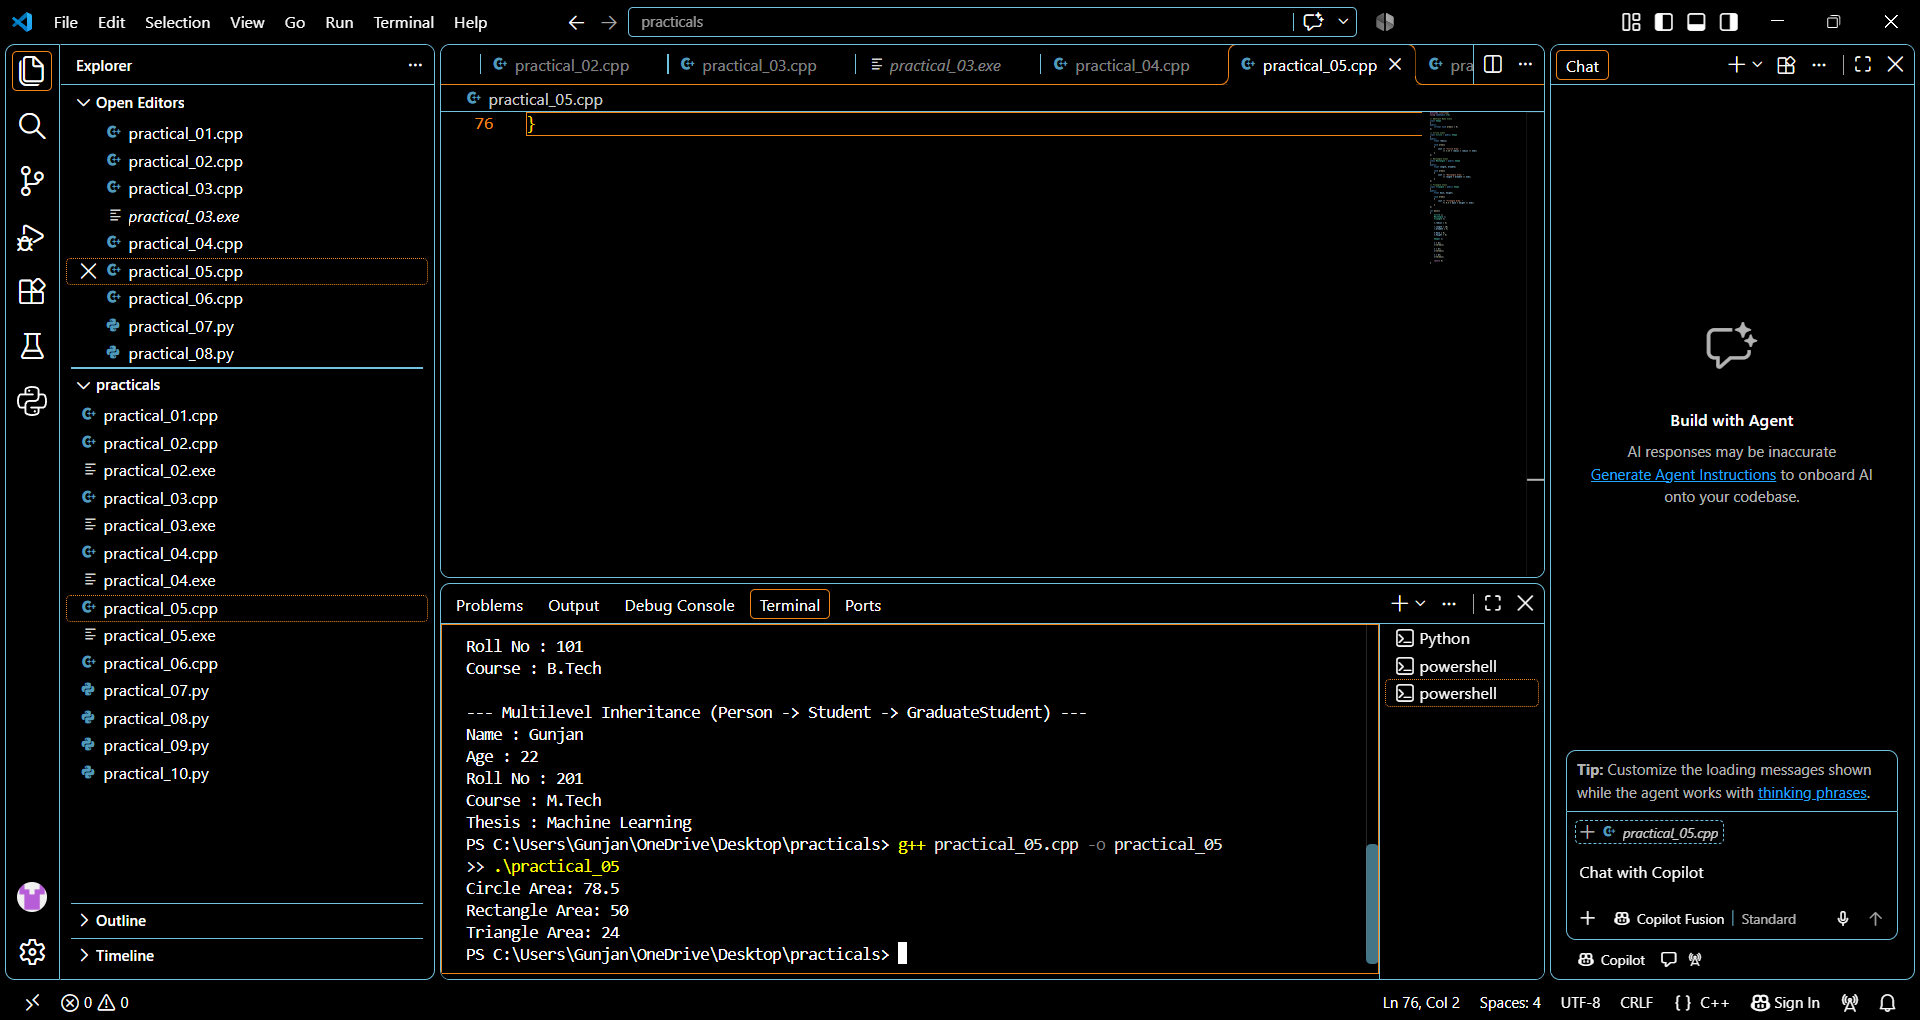 File Edit Selection View Go Run Terminal Help
practicals
Explorer
Open Editors
practical_01.cpp
practical_02.cpp
practical_03.cpp
practical_03.exe
practical_04.cpp
practical_05.cpp
practical_06.cpp
practical_07.py
practical_08.py
practicals
practical_01.cpp
practical_02.cpp
practical_02.exe
practical_03.cpp
practical_03.exe
practical_04.cpp
practical_04.exe
practical_05.cpp
practical_05.exe
practical_06.cpp
practical_07.py
practical_08.py
practical_09.py
practical_10.py
Outline
Timeline
practical_02.cpp practical_03.cpp practical_03.exe practical_04.cpp practical_05.cpp pra
practical_05.cpp
76 }
Problems Output Debug Console Terminal Ports
Roll No : 101
Course : B.Tech
--- Multilevel Inheritance (Person -> Student -> GraduateStudent) ---
Name : Gunjan
Age : 22
Roll No : 201
Course : M.Tech
Thesis : Machine Learning
PS C:\Users\Gunjan\OneDrive\Desktop\practicals> g++ practical_05.cpp -o practical_05
>> .\practical_05
Circle Area: 78.5
Rectangle Area: 50
Triangle Area: 24
PS C:\Users\Gunjan\OneDrive\Desktop\practicals>
Python
powershell
powershell
Chat
Build with Agent
AI responses may be inaccurate
Generate Agent Instructions to onboard AI
onto your codebase.
Tip: Customize the loading messages shown
while the agent works with thinking phrases.
practical_05.cpp
Chat with Copilot
Copilot Fusion Standard
Copilot
0 0 Ln 76, Col 2 Spaces: 4 UTF-8 CRLF {} C++ Sign In